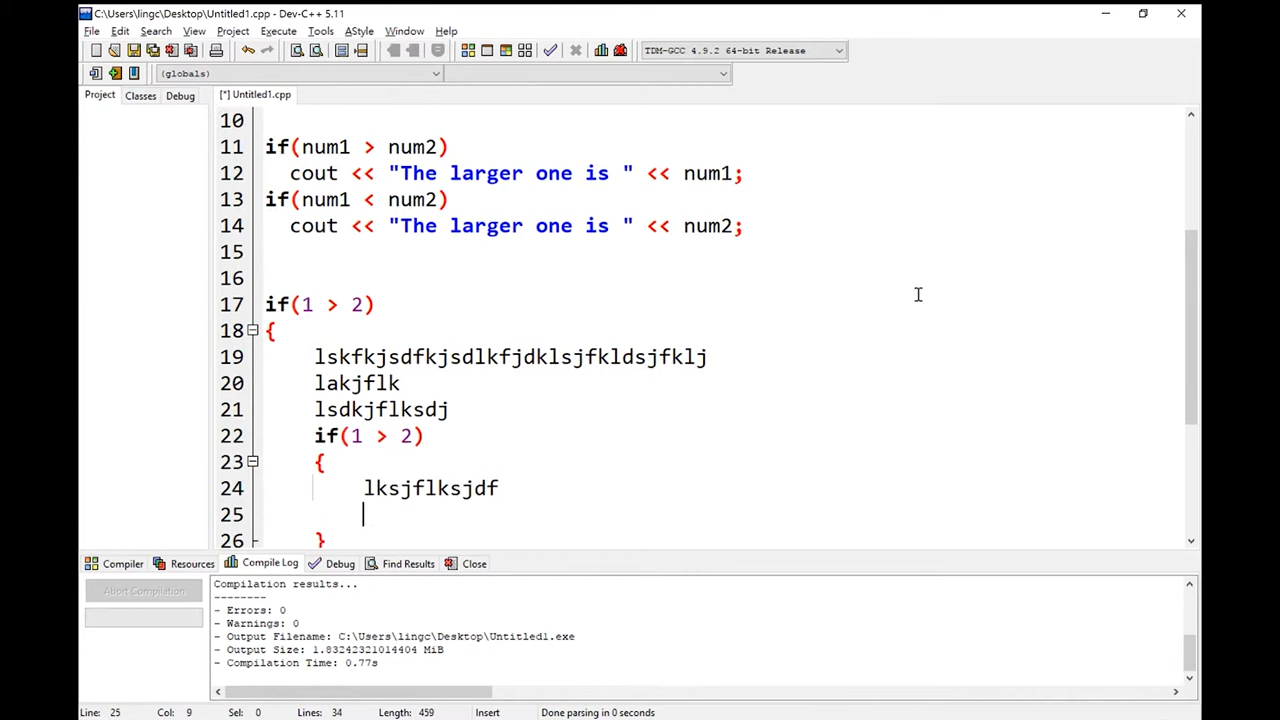 C:\Users\lingc\Desktop\Untitled1.cpp - Dev-C++ 5.11
File Edit Search View Project Execute Tools AStyle Window Help
TDM-GCC 4.9.2 64-bit Release
(globals)
Project Classes Debug
[*] Untitled1.cpp
10
11 if(num1 > num2)
12 cout << "The larger one is " << num1;
13 if(num1 < num2)
14 cout << "The larger one is " << num2;
15
16
17 if(1 > 2)
18 {
19 lskfkjsdfkjsdlkfjdklsjfkldsjfklj
20 lakjflk
21 lsdkjflksdj
22 if(1 > 2)
23 {
24 lksjflksjdf
25
26 }
Compiler Resources Compile Log Debug Find Results Close
Abort Compilation
Compilation results...
--------
- Errors: 0
- Warnings: 0
- Output Filename: C:\Users\lingc\Desktop\Untitled1.exe
- Output Size: 1.83242321014404 MiB
- Compilation Time: 0.77s
Line: 25 Col: 9 Sel: 0 Lines: 34 Length: 459 Insert Done parsing in 0 seconds